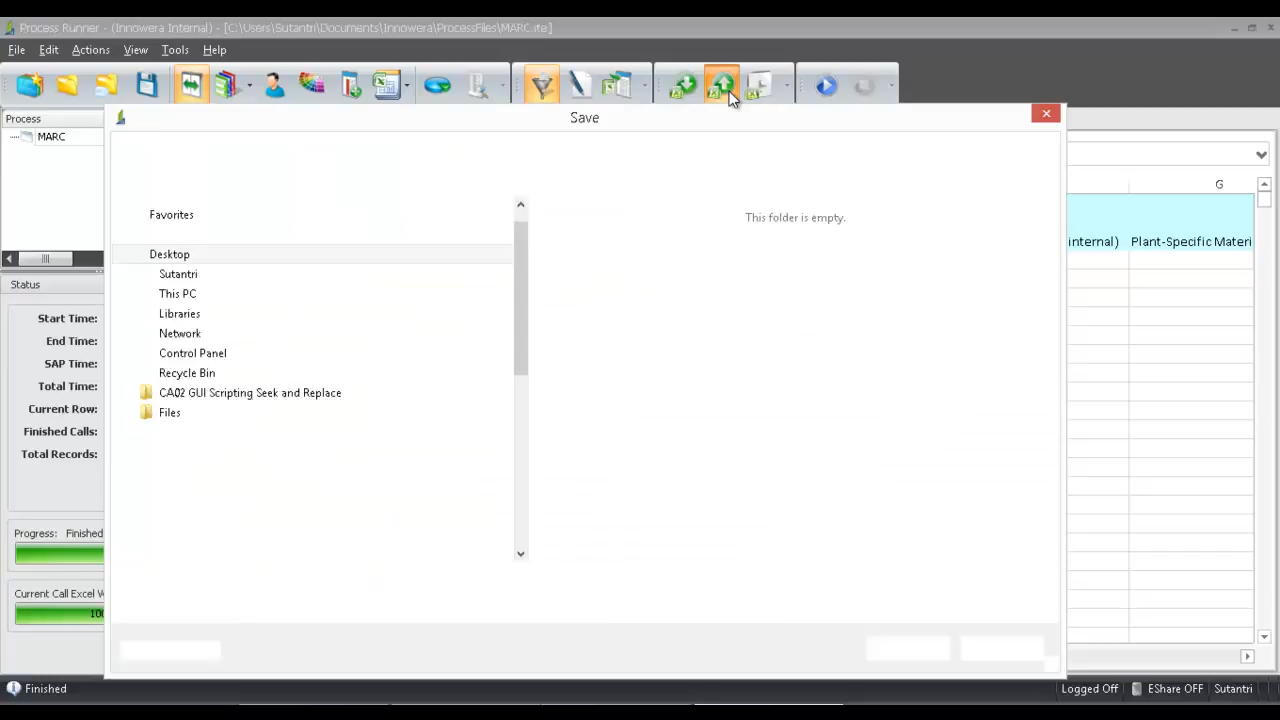 Process Runner - (Innowera Internal) - [C:\Users\Sutantri\Documents\Innowera\ProcessFiles\MARC.ife]
File Edit Actions View Tools Help
Process
MARC
Save
Favorites
Desktop
Sutantri
This PC
Libraries
Network
Control Panel
Recycle Bin
CA02 GUI Scripting Seek and Replace
Files
This folder is empty.
G
internal) Plant-Specific Materi
Status
Start Time:
End Time:
SAP Time:
Total Time:
Current Row:
Finished Calls:
Total Records:
Progress: Finished
Current Call Excel
100
Finished
Logged Off EShare OFF Sutantri